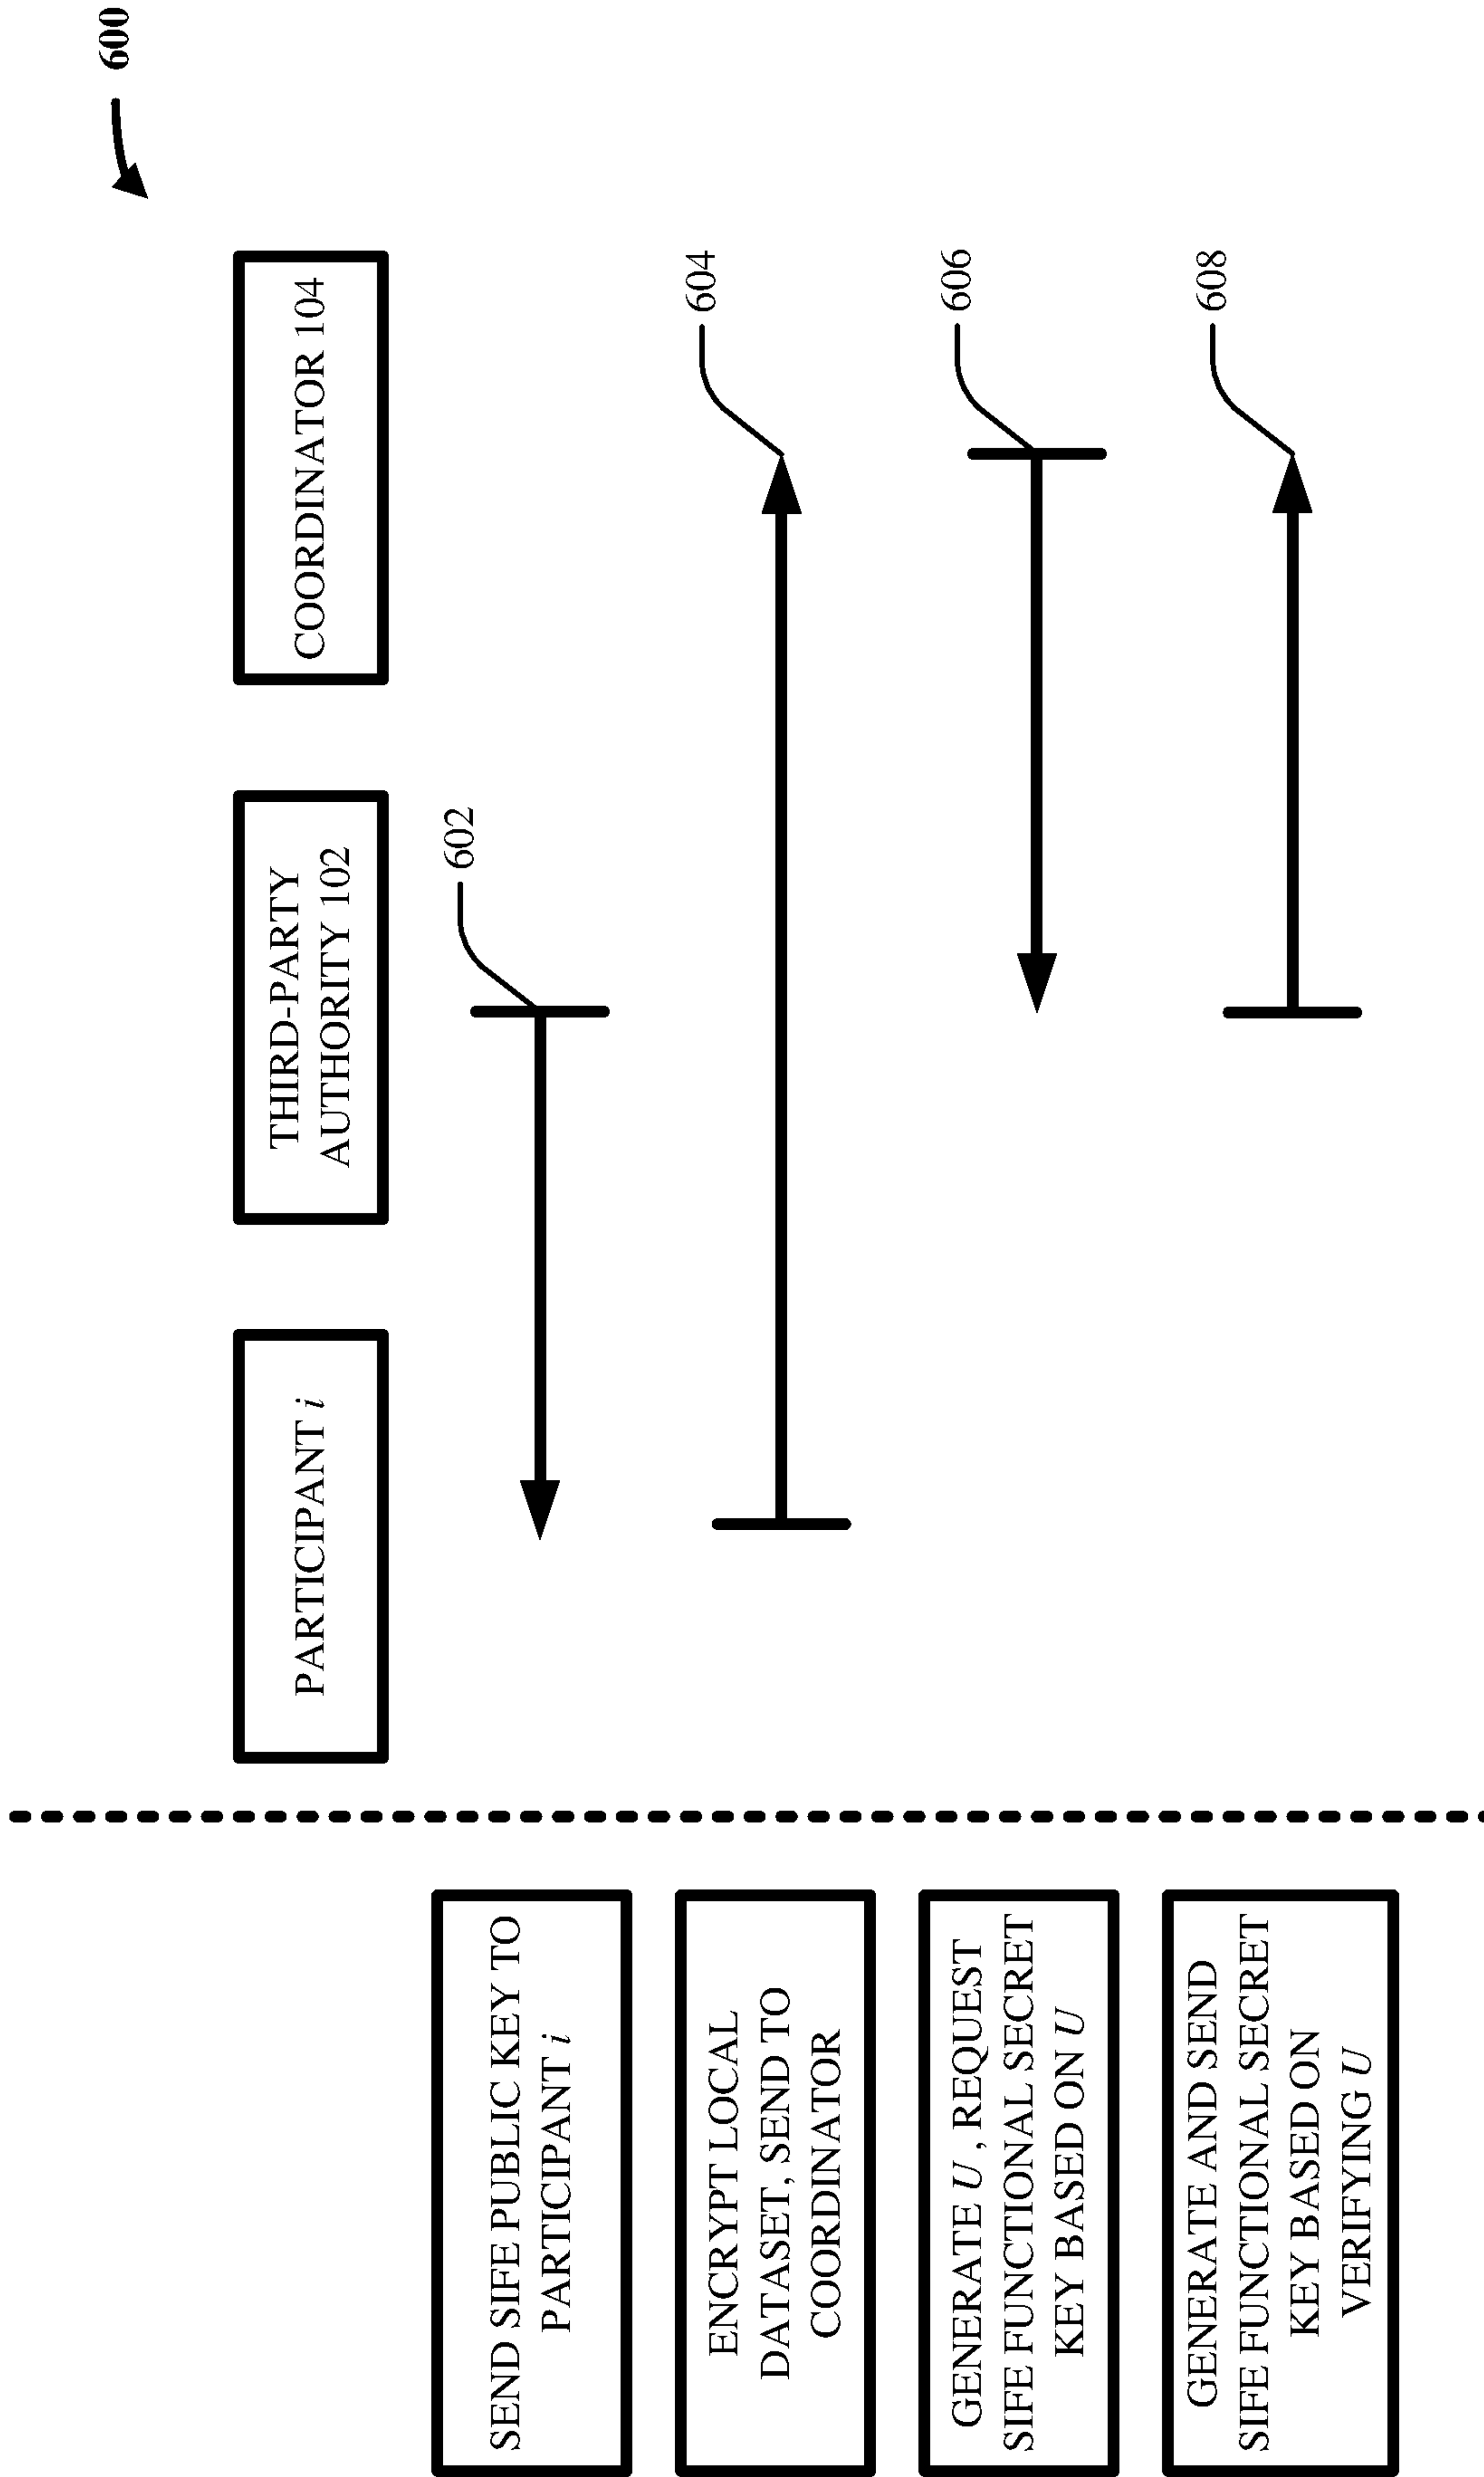 600
PARTICIPANT i
THIRD-PARTY
AUTHORITY 102
COORDINATOR 104
SEND SIFE PUBLIC KEY TO
PARTICIPANT i
602
ENCRYPT LOCAL
DATASET, SEND TO
COORDINATOR
604
GENERATE U, REQUEST
SIFE FUNCTIONAL SECRET
KEY BASED ON U
606
GENERATE AND SEND
SIFE FUNCTIONAL SECRET
KEY BASED ON
VERIFYING U
608